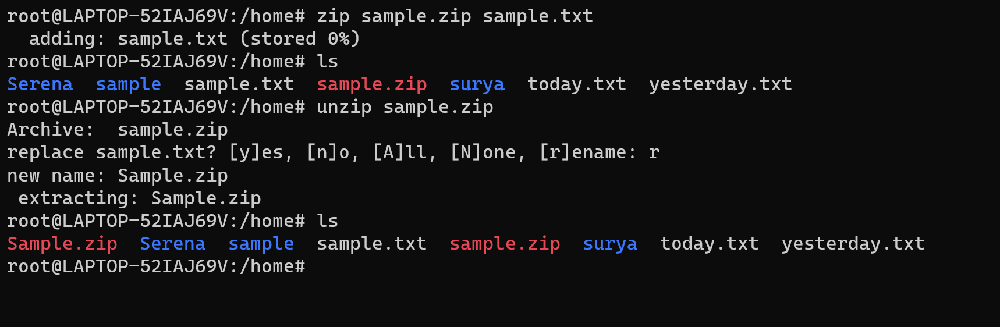 root@LAPTOP-52IAJ69V:/home# zip sample.zip sample.txt
  adding: sample.txt (stored 0%)
root@LAPTOP-52IAJ69V:/home# ls
Serena  sample  sample.txt  sample.zip  surya  today.txt  yesterday.txt
root@LAPTOP-52IAJ69V:/home# unzip sample.zip
Archive:  sample.zip
replace sample.txt? [y]es, [n]o, [A]ll, [N]one, [r]ename: r
new name: Sample.zip
 extracting: Sample.zip
root@LAPTOP-52IAJ69V:/home# ls
Sample.zip  Serena  sample  sample.txt  sample.zip  surya  today.txt  yesterday.txt
root@LAPTOP-52IAJ69V:/home#